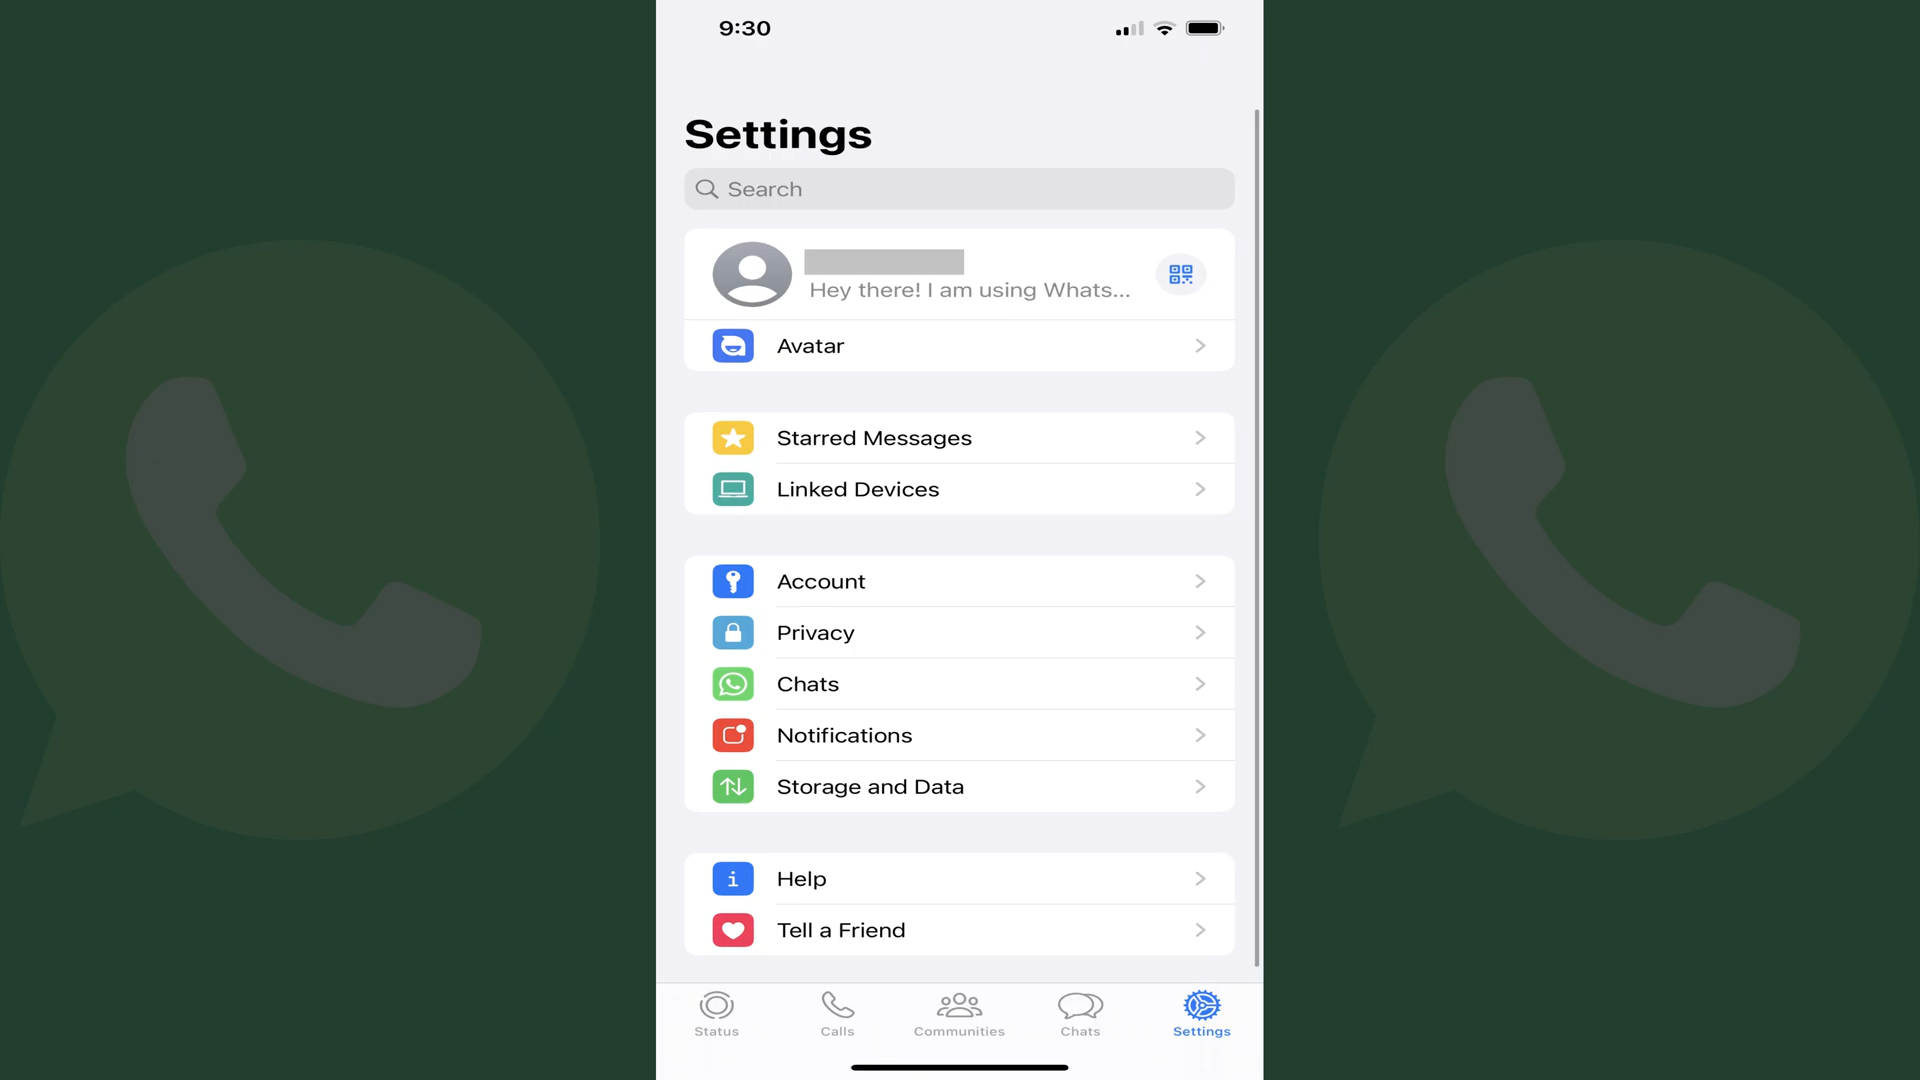 9:30
Settings
Search
Hey there! I am using Whats...
Avatar
Starred Messages
Linked Devices
Account
Privacy
Chats
Notifications
Storage and Data
Help
Tell a Friend
Status
Calls
Communities
Chats
Settings